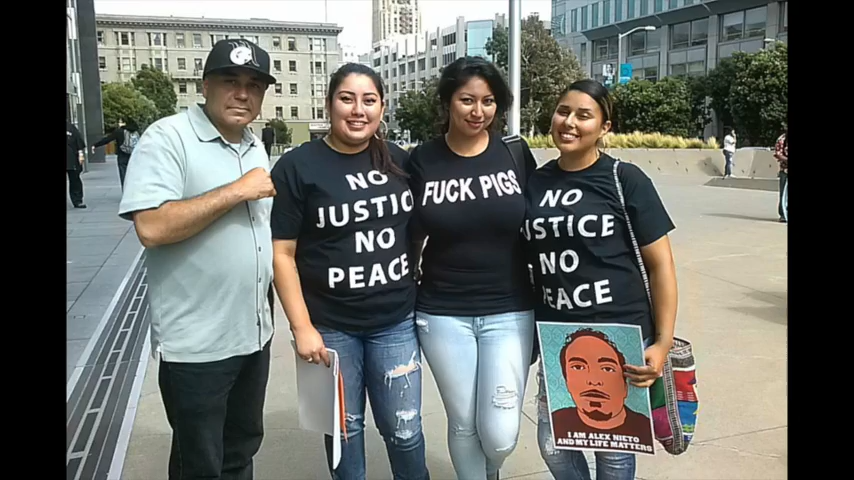 NO
JUSTICE
NO
PEACE
FUCK PIGS
NO
JUSTICE
NO
PEACE
I AM ALEX NIETO
AND MY LIFE MATTERS